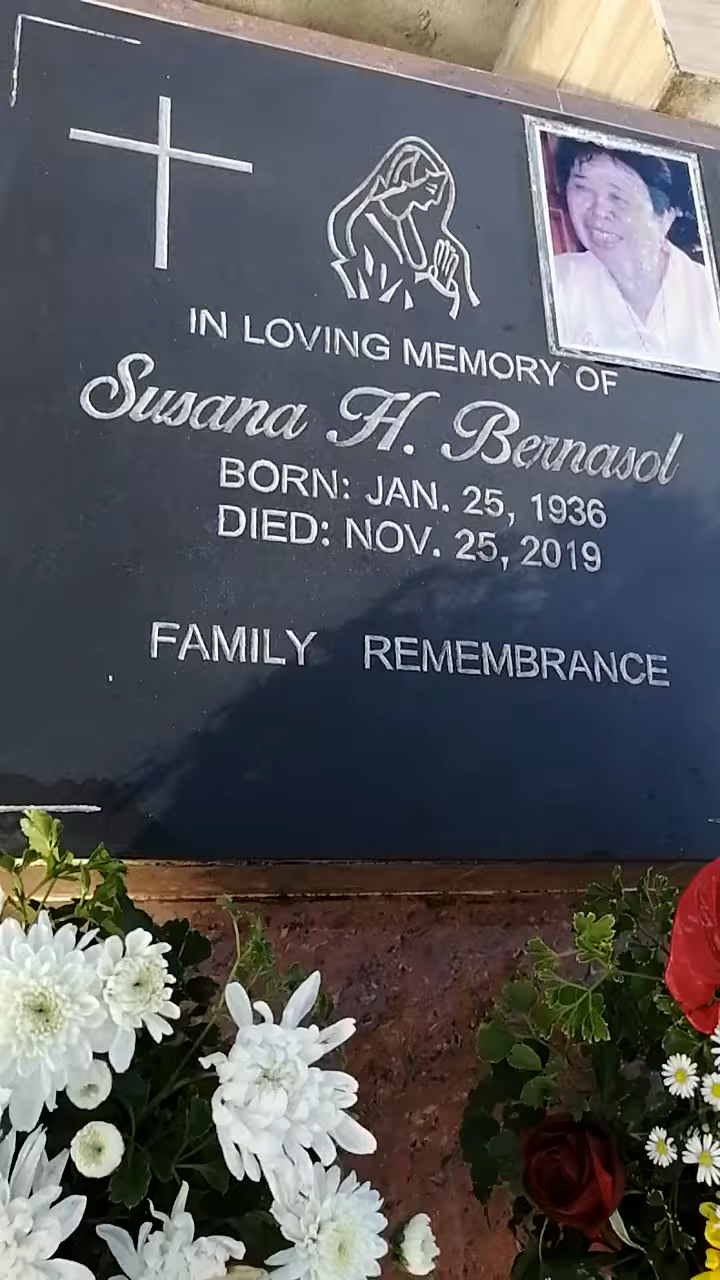 IN LOVING MEMORY OF
Susana H. Bernasol
BORN: JAN. 25, 1936
DIED: NOV. 25, 2019
FAMILY REMEMBRANCE